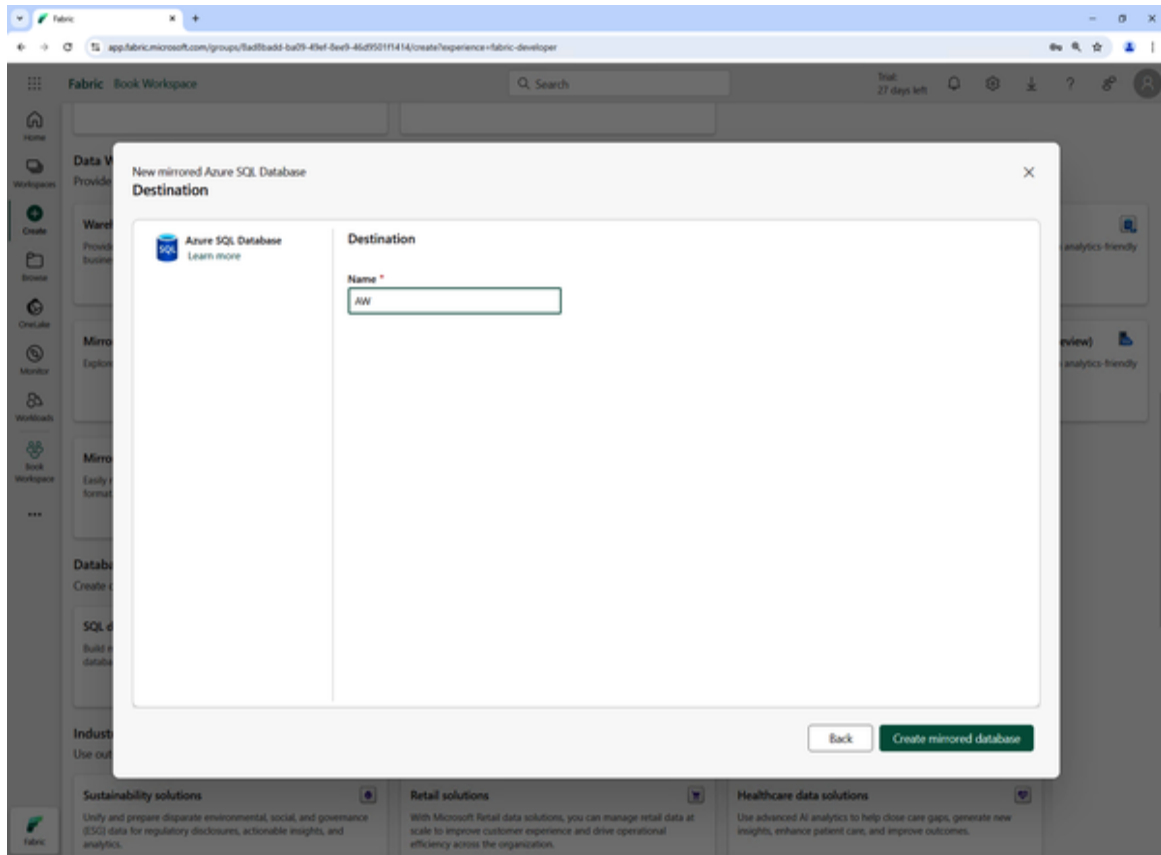 Fabric
app.fabric.microsoft.com/groups/8ad8badd-ba09-49ef-8ee9-46d9501f1414/create?experience=fabric-developer
Fabric Book Workspace
Search
Trial:
27 days left
Home
Workspaces
Create
Browse
OneLake
Monitor
Workloads
Book
Workspace
Fabric
Data W
Provide
Wareh
Provid
busine
analytics-friendly
Mirro
Explore
eview)
analytics-friendly
Mirro
Easily r
format
Databa
Create d
SQL d
Build n
databa
Indust
Use out
New mirrored Azure SQL Database
Destination
SQL
Azure SQL Database
Learn more
Destination
Name *
AW
Back
Create mirrored database
Sustainability solutions
Unify and prepare disparate environmental, social, and governance
(ESG) data for regulatory disclosures, actionable insights, and
analytics.
Retail solutions
With Microsoft Retail data solutions, you can manage retail data at
scale to improve customer experience and drive operational
efficiency across the organization.
Healthcare data solutions
Use advanced AI analytics to help close care gaps, generate new
insights, enhance patient care, and improve outcomes.